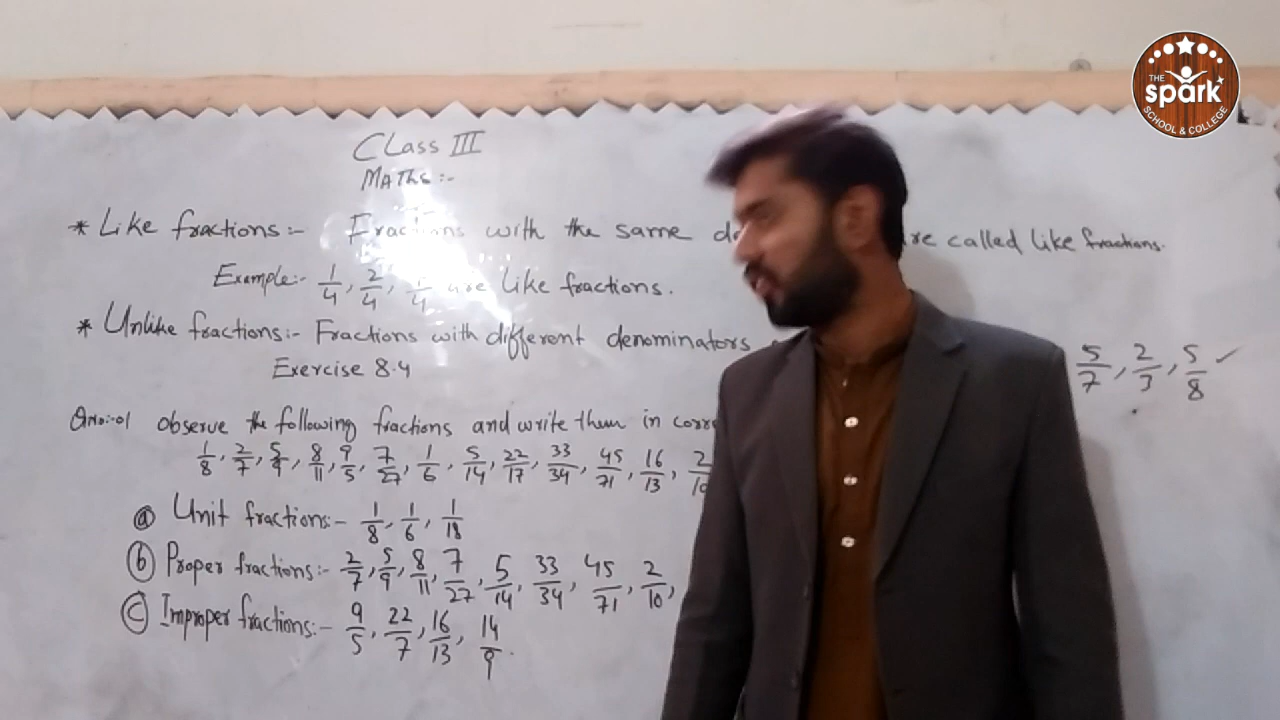 THE
spark
SCHOOL & COLLEGE
CLass III
MATHs :-
* Like fractions:- Fractions with the same are called like fractions.
Example:- 1/4, 2/4, /4 are like fractions.
* Unlike fractions:- Fractions with different denominators 5/7, 2/3, 5/8 ✓
Exercise 8.4
Qno:-01 observe the following fractions and write them in
1/8, 2/7, 5/9, 8/11, 9/5, 7/27, 1/6, 5/14, 22/17, 33/34, 45/71, 16/13, 2/10
(a) Unit fractions:- 1/8, 1/6, 1/18
(b) Proper fractions:- 2/7, 5/9, 8/11, 7/27, 5/14, 33/34, 45/71, 2/10,
(c) Improper fractions:- 9/5, 22/7, 16/13, 14/9.